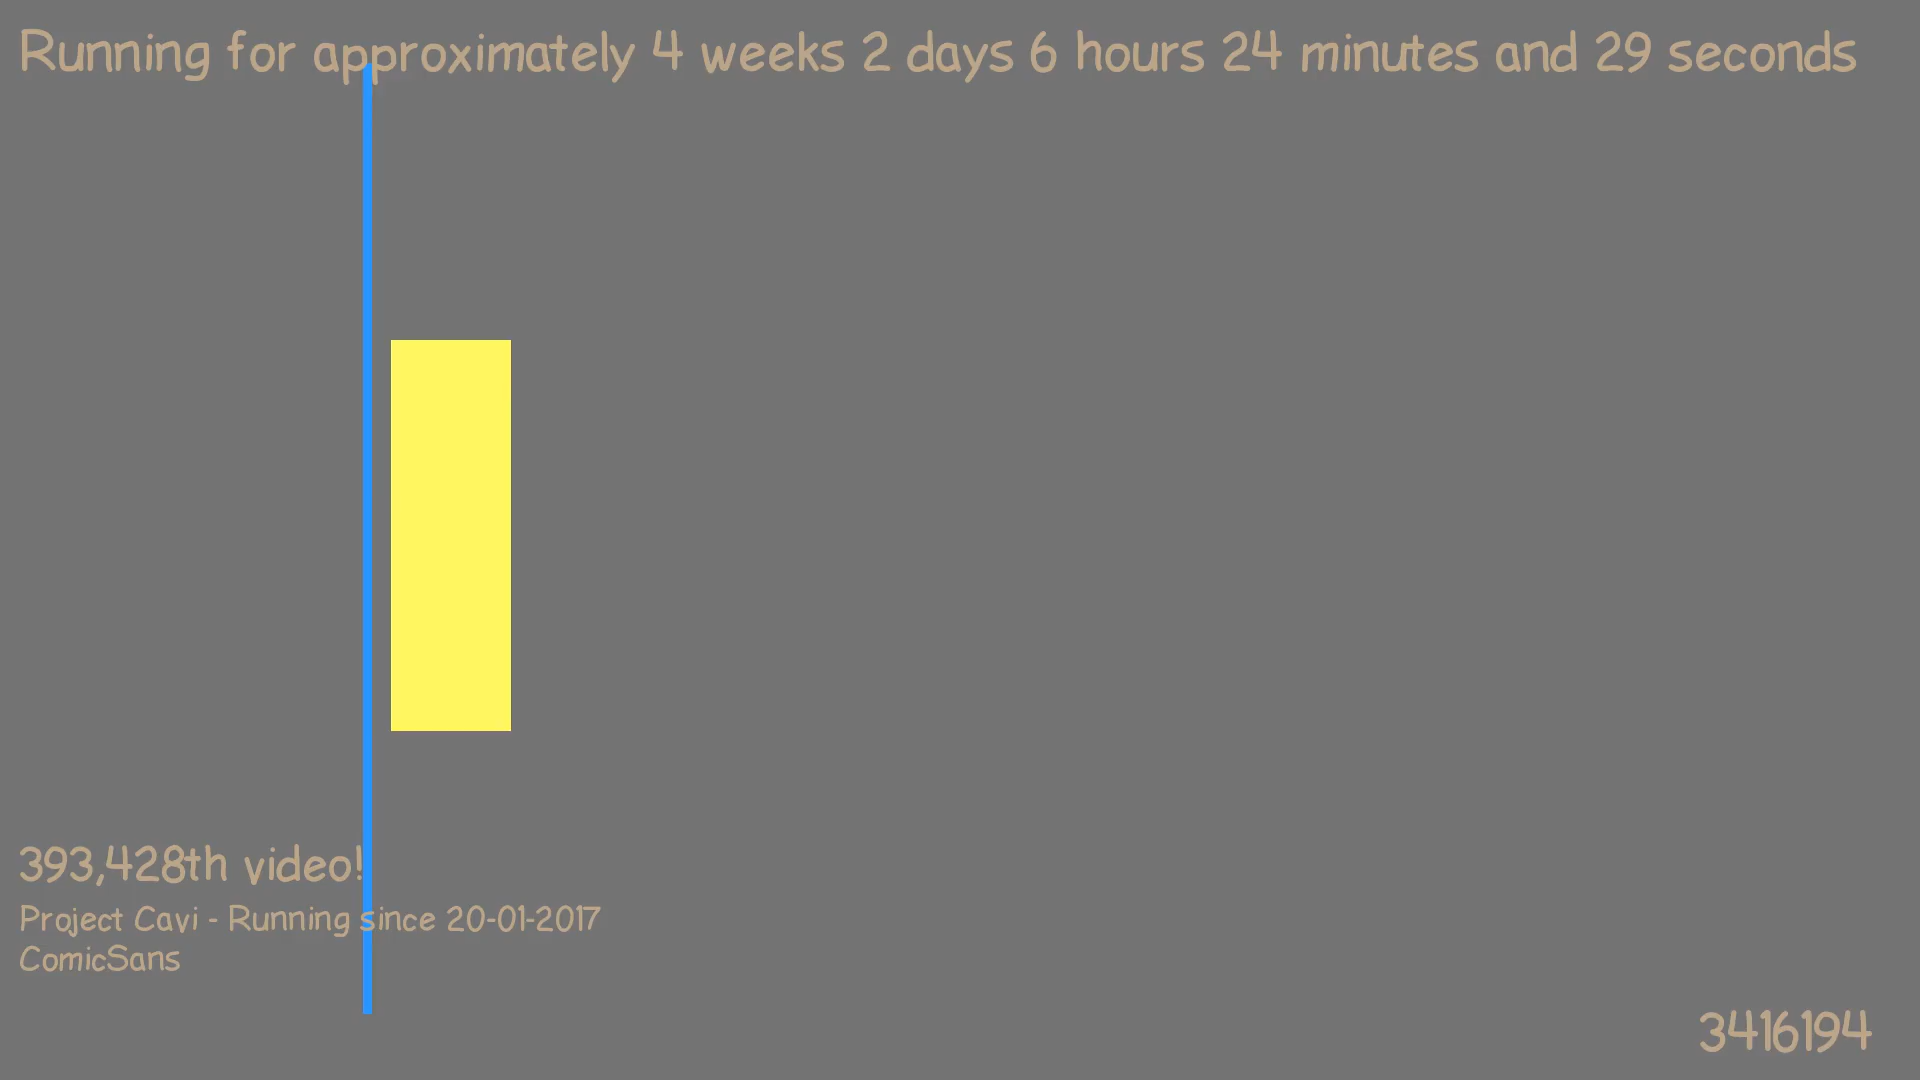 Running for approximately 4 weeks 2 days 6 hours 24 minutes and 29 seconds
393,428th video!
Project Cavi - Running since 20-01-2017
ComicSans
3416194